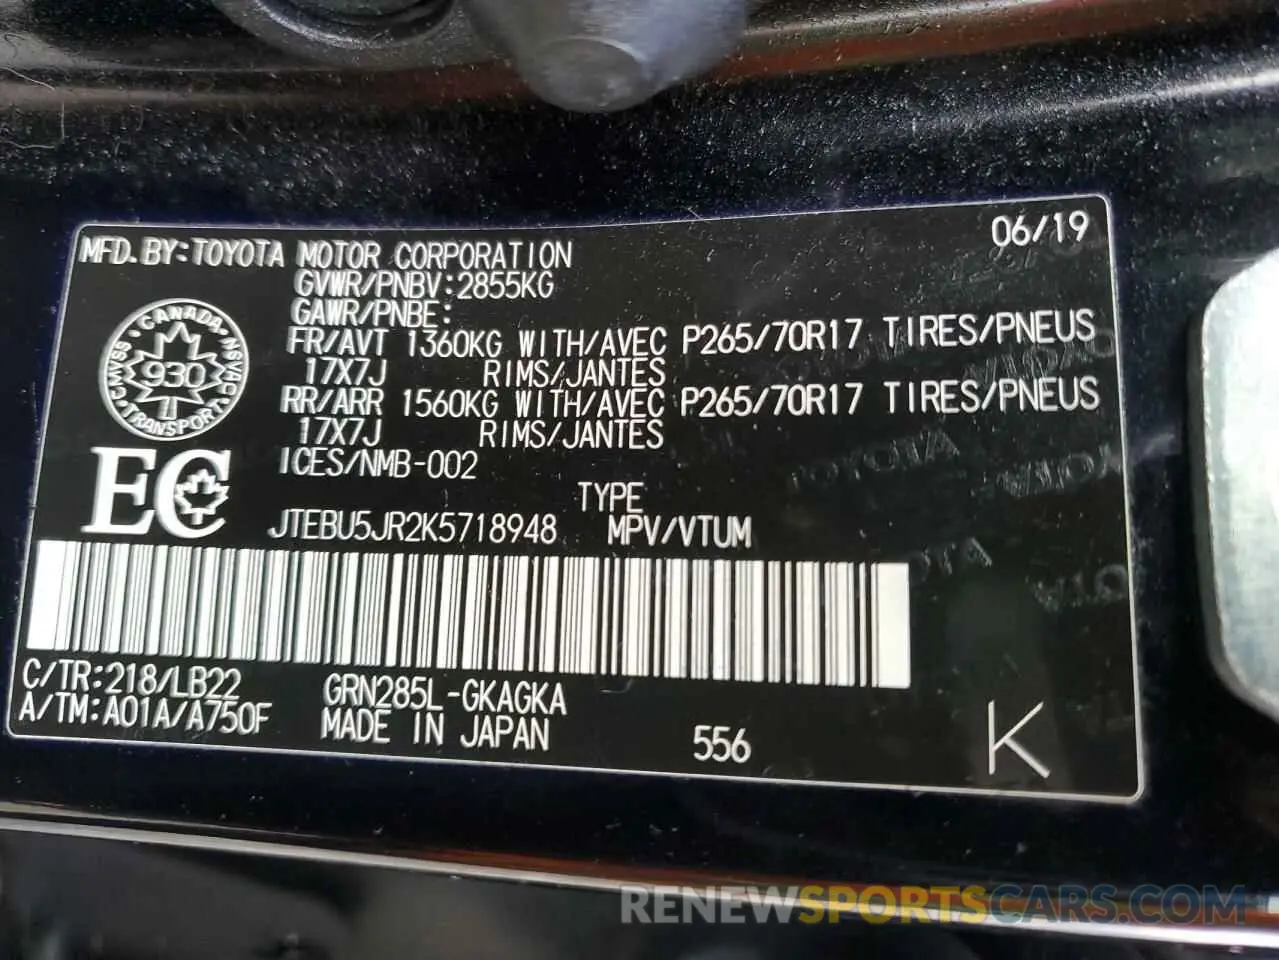 06/19
MFD. BY: TOYOTA MOTOR CORPORATION
GVWR/PNBV: 2855KG
GAWR/PNBE:
FR/AVT 1360KG WITH/AVEC P265/70R17 TIRES/PNEUS
17X7J RIMS/JANTES
RR/ARR 1560KG WITH/AVEC P265/70R17 TIRES/PNEUS
17X7J RIMS/JANTES
ICES/NMB-002
CANADA
CMVSS 930 NSVAC
TRANSPORT
EC
TYPE
JTEBU5JR2K5718948 MPV/VTUM
C/TR: 218/LB22 GRN285L-GKAGKA
A/TM: A01A/A750F MADE IN JAPAN
556
K
TOYOTA
RENEWSPORTSCARS.COM